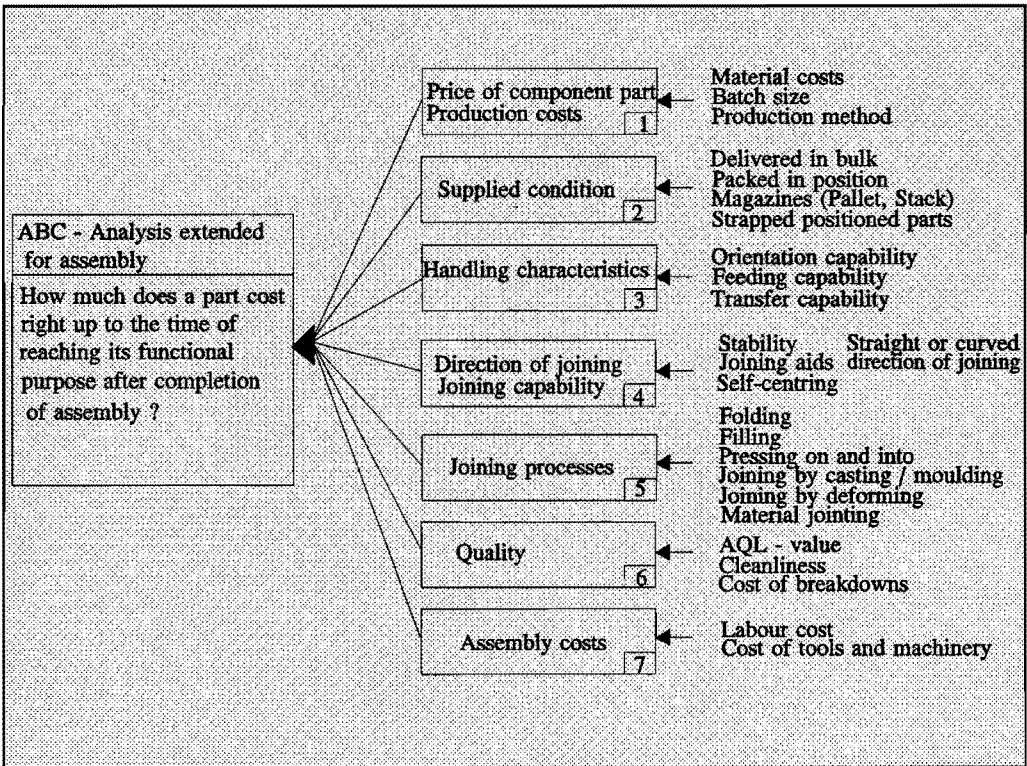 ABC - Analysis extended
for assembly
How much does a part cost
right up to the time of
reaching its functional
purpose after completion
of assembly ?
Price of component part
Production costs
1
Material costs
Batch size
Production method
Supplied condition
2
Delivered in bulk
Packed in position
Magazines (Pallet, Stack)
Strapped positioned parts
Handling characteristics
3
Orientation capability
Feeding capability
Transfer capability
Direction of joining
Joining capability
4
Stability
Joining aids
Self-centring
Straight or curved
direction of joining
Joining processes
5
Folding
Filling
Pressing on and into
Joining by casting / moulding
Joining by deforming
Material jointing
Quality
6
AQL - value
Cleanliness
Cost of breakdowns
Assembly costs
7
Labour cost
Cost of tools and machinery